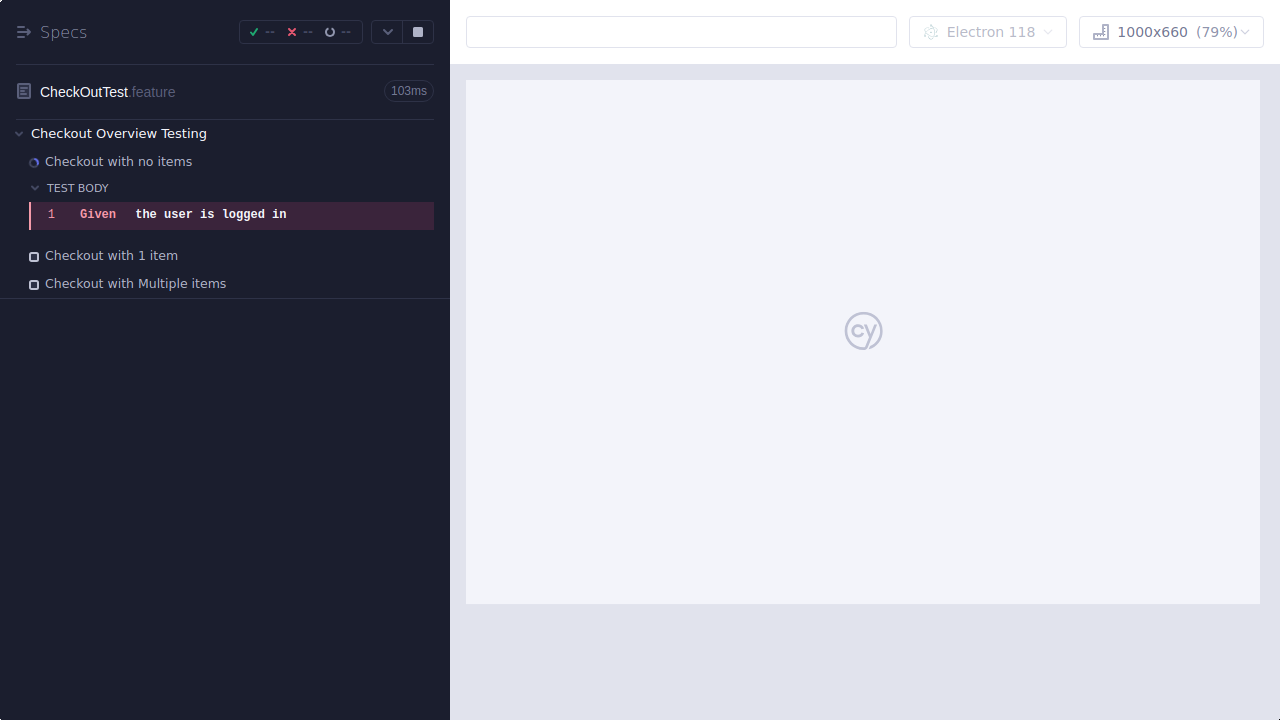 Specs
-- -- --
Electron 118
1000x660 (79%)
CheckOutTest.feature
103ms
Checkout Overview Testing
Checkout with no items
TEST BODY
1 Given the user is logged in
Checkout with 1 item
Checkout with Multiple items
cy